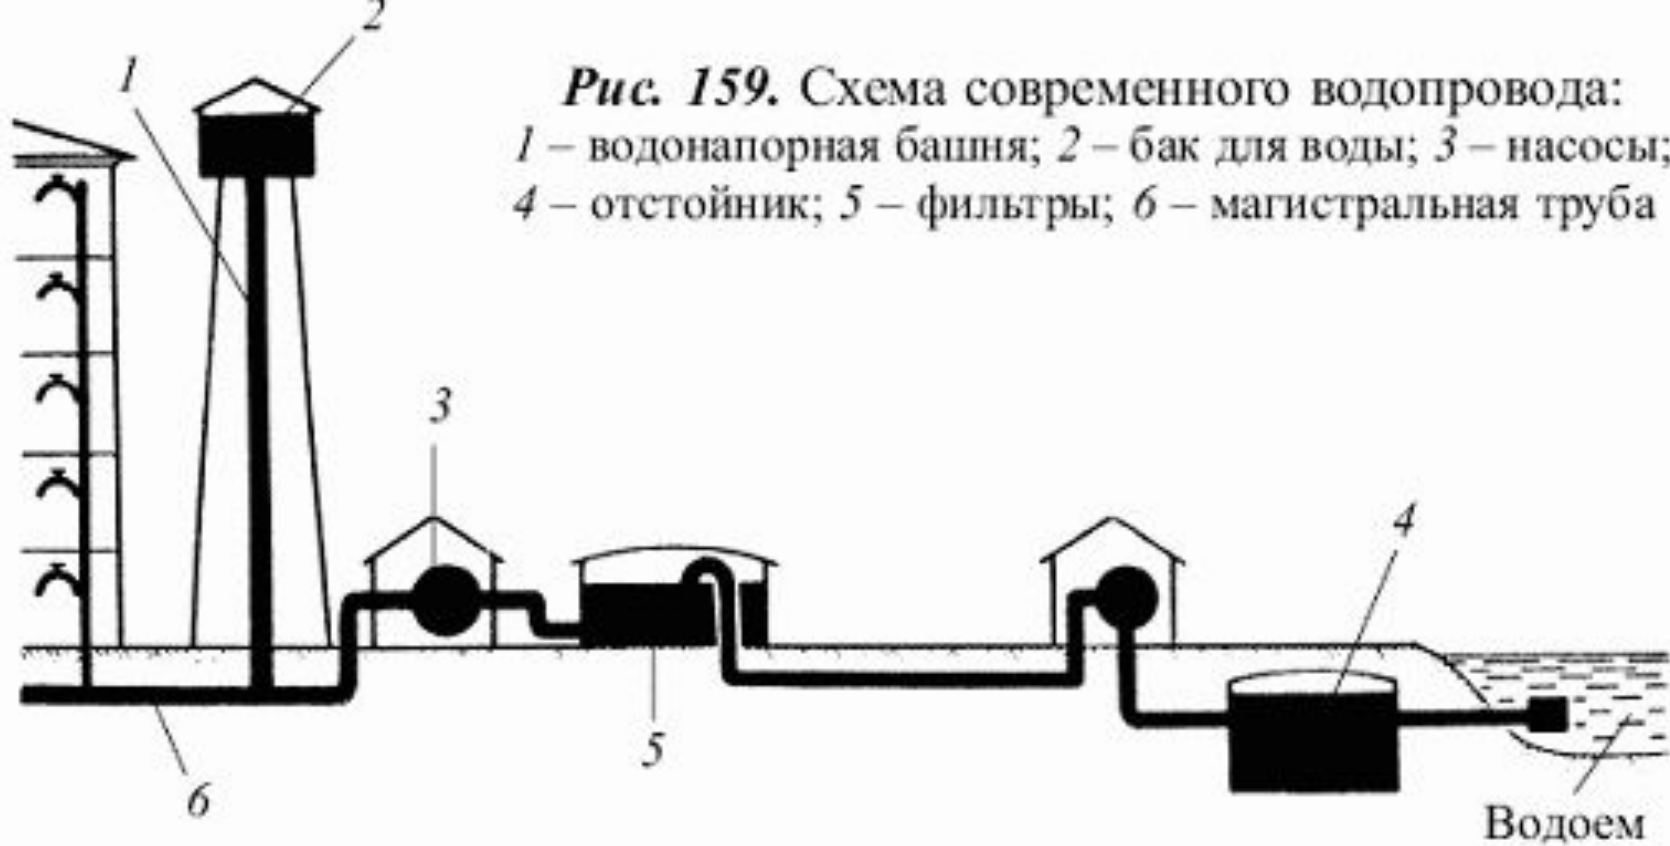 2
1
Рис. 159. Схема современного водопровода:
1 – водонапорная башня; 2 – бак для воды; 3 – насосы;
4 – отстойник; 5 – фильтры; 6 – магистральная труба
3
4
5
6
Водоем